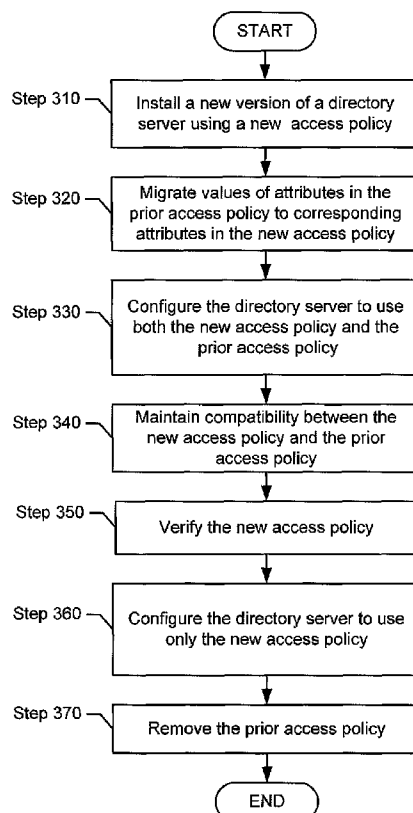 START
Step 310
Install a new version of a directory
server using a new access policy
Step 320
Migrate values of attributes in the
prior access policy to corresponding
attributes in the new access policy
Step 330
Configure the directory server to use
both the new access policy and the
prior access policy
Step 340
Maintain compatibility between the
new access policy and the prior
access policy
Step 350
Verify the new access policy
Step 360
Configure the directory server to use
only the new access policy
Step 370
Remove the prior access policy
END